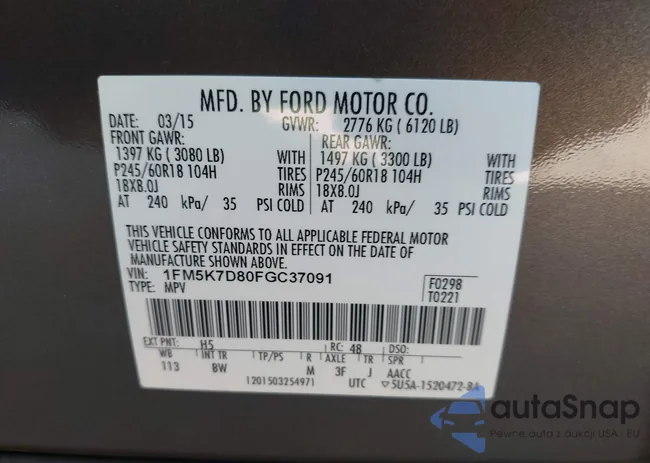 MFD. BY FORD MOTOR CO.
DATE: 03/15 GVWR: 2776 KG ( 6120 LB)
FRONT GAWR: REAR GAWR:
1397 KG ( 3080 LB) WITH 1497 KG ( 3300 LB) WITH
P245/60R18 104H TIRES P245/60R18 104H TIRES
18X8.0J RIMS 18X8.0J RIMS
AT 240 kPa/ 35 PSI COLD AT 240 kPa/ 35 PSI COLD
THIS VEHICLE CONFORMS TO ALL APPLICABLE FEDERAL MOTOR
VEHICLE SAFETY STANDARDS IN EFFECT ON THE DATE OF
MANUFACTURE SHOWN ABOVE.
VIN: 1FM5K7D80FGC37091 F0298
TYPE: MPV T0221
EXT PNT: H5 RC: 48 DSO:
WB INT TR TP/PS R AXLE TR SPR
113 BW M 3F J AACC
1201503254971 UTC ▽5U5A-1520472-BA
autaSnap
Pewne auta z aukcji USA i EU